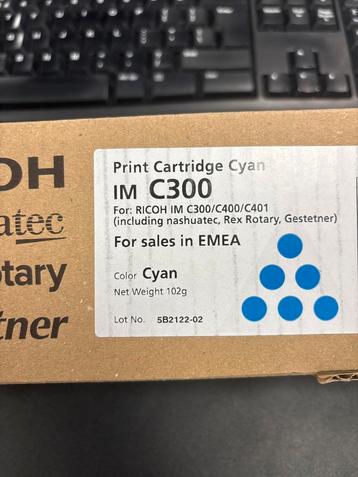 OH
atec
otary
tner
Print Cartridge Cyan
IM C300
For: RICOH IM C300/C400/C401
(including nashuatec, Rex Rotary, Gestetner)
For sales in EMEA
Color Cyan
Net Weight 102g
Lot No. 5B2122-02